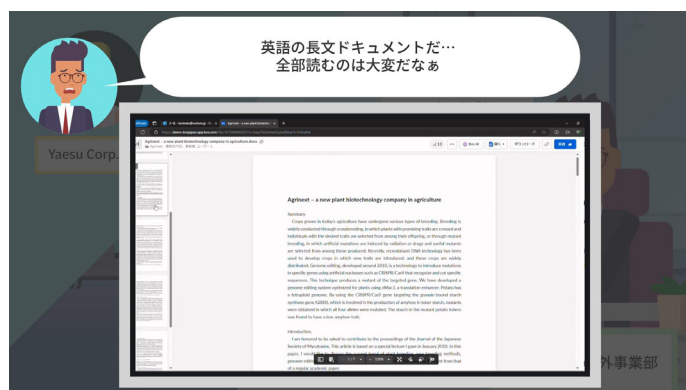 英語の長文ドキュメントだ…
全部読むのは大変だなぁ
Yaesu Corp.
Agrinext – a new plant biotechnology company in agriculture
Summary
Crops grown in today's agriculture have undergone various types of breeding. Breeding is
widely conducted through crossbreeding, in which plants with promising traits are crossed and
individuals with the desired traits are selected from among their offspring, or through mutant
breeding, in which artificial mutations are induced by radiation or drugs and useful mutants
are selected from among those produced. Recently, recombinant DNA technology has been
used to develop crops in which new traits are introduced, and these crops are widely
distributed. Genome editing, developed around 2010, is a technology to introduce mutations
in specific genes using artificial nucleases such as CRISPR/Cas9 that recognize and cut specific
sequences. This technique produces a mutant of the targeted gene. We have developed a
genome editing system optimized for plants using dMac3, a translation enhancer. Potato has
a tetraploid genome. By using the CRISPR/Cas9 gene targeting the granule-bound starch
synthase gene (GBSS), which is involved in the production of amylose in tuber starch, mutants
were obtained in which all four alleles were mutated. The starch in the mutant potato tubers
was found to have a low amylose trait.
Introduction
I am honored to be asked to contribute to the proceedings of the Journal of the Japanese
Society of Mycotoxins. This article is based on a special lecture I gave in January 2018. In this
paper, I would
genome editing
of a regular academic paper.
外事業部